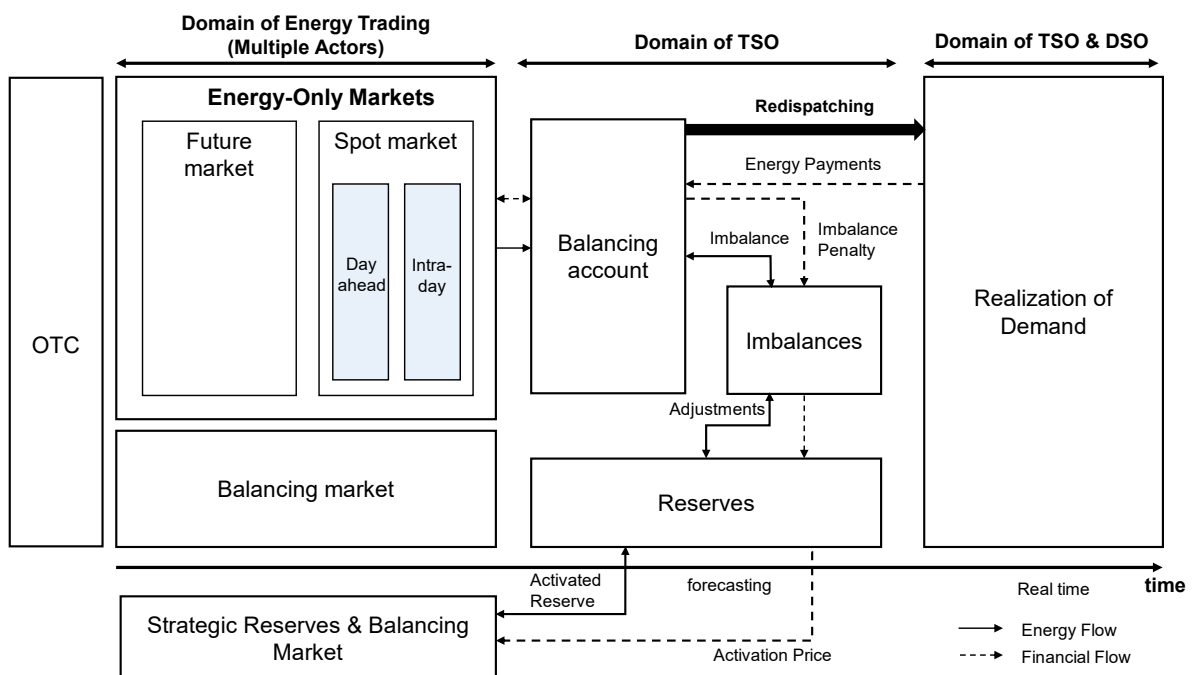 Domain of Energy Trading
(Multiple Actors)
Domain of TSO
Domain of TSO & DSO
OTC
Energy-Only Markets
Future
market
Spot market
Day
ahead
Intra-
day
Balancing market
Balancing
account
Redispatching
Energy Payments
Imbalance
Penalty
Imbalance
Imbalances
Adjustments
Reserves
Realization of
Demand
Activated
Reserve
forecasting
Real time
time
Strategic Reserves & Balancing
Market
Activation Price
Energy Flow
Financial Flow